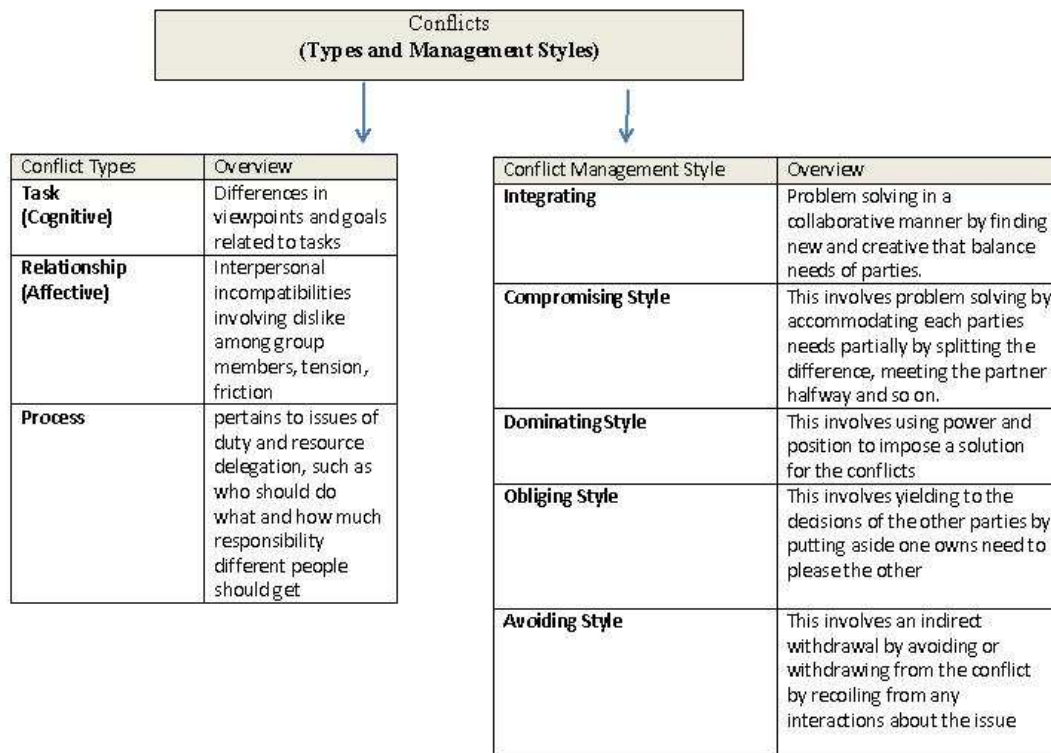 Conflicts
(Types and Management Styles)
Conflict Types
Overview
Task
(Cognitive)
Differences in
viewpoints and goals
related to tasks
Relationship
(Affective)
Interpersonal
incompatibilities
involving dislike
among group
members, tension,
friction
Process
pertains to issues of
duty and resource
delegation, such as
who should do
what and how much
responsibility
different people
should get
Conflict Management Style
Overview
Integrating
Problem solving in a
collaborative manner by finding
new and creative that balance
needs of parties.
Compromising Style
This involves problem solving by
accommodating each parties
needs partially by splitting the
difference, meeting the partner
halfway and so on.
Dominating Style
This involves using power and
position to impose a solution
for the conflicts
Obliging Style
This involves yielding to the
decisions of the other parties by
putting aside one owns need to
please the other
Avoiding Style
This involves an indirect
withdrawal by avoiding or
withdrawing from the conflict
by recoiling from any
interactions about the issue